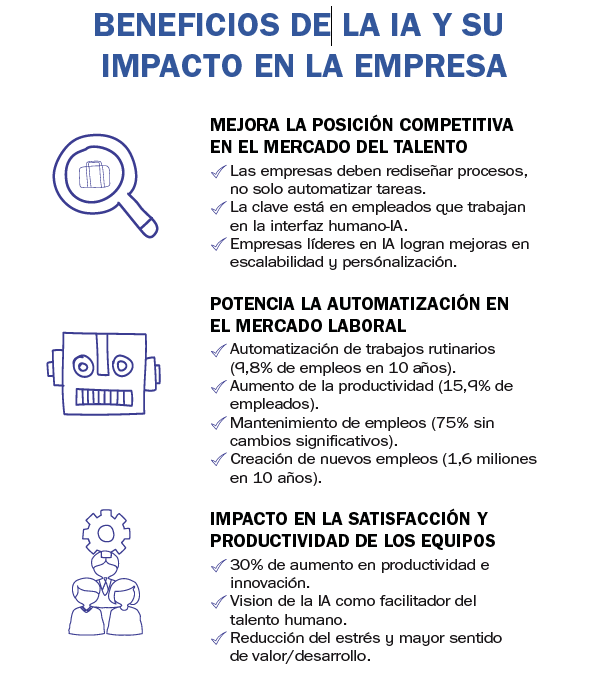 BENEFICIOS DE LA IA Y SU
IMPACTO EN LA EMPRESA
MEJORA LA POSICIÓN COMPETITIVA
EN EL MERCADO DEL TALENTO
Las empresas deben rediseñar procesos,
no solo automatizar tareas.
La clave está en empleados que trabajan
en la interfaz humano-IA.
Empresas líderes en IA logran mejoras en
escalabilidad y persónalización.
POTENCIA LA AUTOMATIZACIÓN EN
EL MERCADO LABORAL
Automatización de trabajos rutinarios
(9,8% de empleos en 10 años).
Aumento de la productividad (15,9% de
empleados).
Mantenimiento de empleos (75% sin
cambios significativos).
Creación de nuevos empleos (1,6 miliones
en 10 años).
IMPACTO EN LA SATISFACCIÓN Y
PRODUCTIVIDAD DE LOS EQUIPOS
30% de aumento en productividad e
innovación.
Vision de la IA como facilitador del
talento humano.
Reducción del estrés y mayor sentido
de valor/desarrollo.